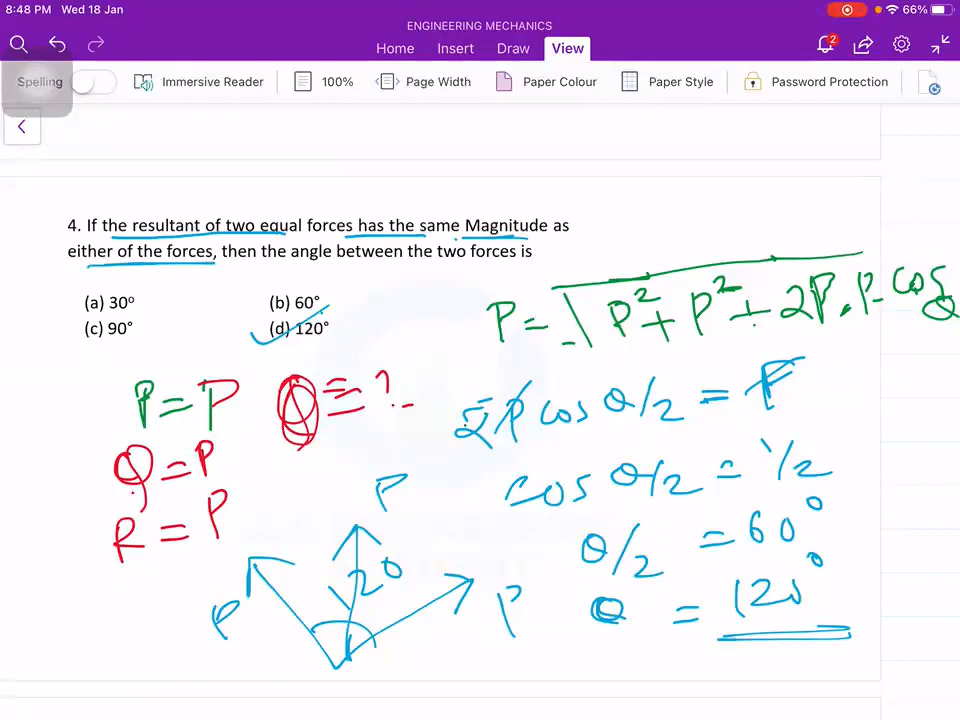 8:48 PM Wed 18 Jan
66%
ENGINEERING MECHANICS
Home Insert Draw View
2
Spelling Immersive Reader 100% Page Width Paper Colour Paper Style Password Protection
4. If the resultant of two equal forces has the same Magnitude as
either of the forces, then the angle between the two forces is
(a) 30° (b) 60°
(c) 90° (d) 120°
P = √P² + P² + 2P.P cos θ
P = P θ = ?
2P cos θ/2 = P
Q = P
cos θ/2 = 1/2
R = P
P
θ/2 = 60°
120
P P
θ = 120°